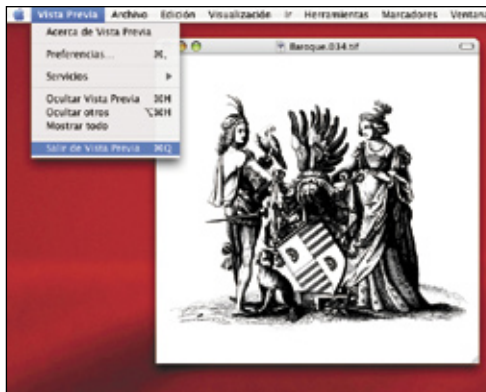 Vista Previa Archivo Edición Visualización Ir Herramientas Marcadores Ventana
Acerca de Vista Previa
Preferencias... ⌘,
Servicios
Ocultar Vista Previa ⌘H
Ocultar otros ⌥⌘H
Mostrar todo
Salir de Vista Previa ⌘Q
Baroque.034.tif